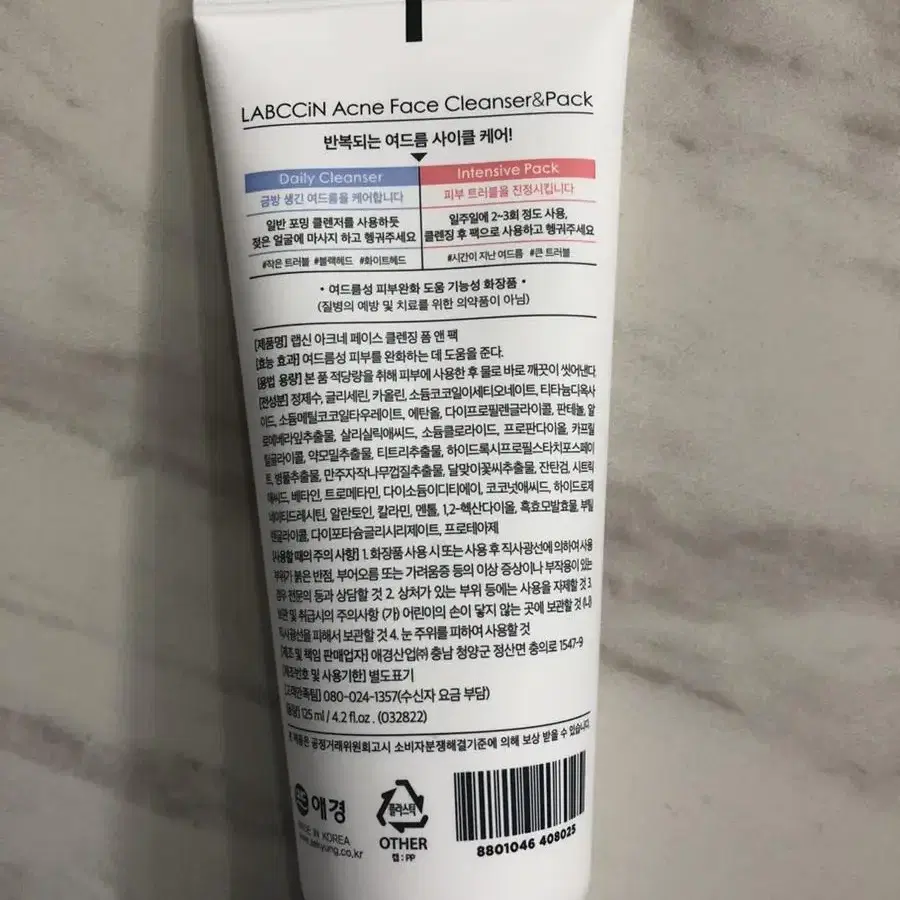 LABCCiN Acne Face Cleanser&Pack
반복되는 여드름 사이클 케어!
Daily Cleanser
금방 생긴 여드름을 케어합니다
일반 포밍 클렌저를 사용하듯
젖은 얼굴에 마사지 하고 헹궈주세요
#작은 트러블 #블랙헤드 #화이트헤드
Intensive Pack
피부 트러블을 진정시킵니다
일주일에 2~3회 정도 사용,
클렌징 후 팩으로 사용하고 헹궈주세요
#시간이 지난 여드름 #큰 트러블
• 여드름성 피부완화 도움 기능성 화장품 •
(질병의 예방 및 치료를 위한 의약품이 아님)
[제품명] 랩신 아크네 페이스 클렌징 폼 앤 팩
[효능 효과] 여드름성 피부를 완화하는 데 도움을 준다.
[용법 용량] 본 품 적당량을 취해 피부에 사용한 후 물로 바로 깨끗이 씻어낸다
[전성분] 정제수, 글리세린, 카올린, 소듐코코일이세티오네이트, 티타늄디옥사
이드, 소듐메틸코코일타우레이트, 에탄올, 다이프로필렌글라이콜, 판테놀, 알
로에베라잎추출물, 살리실릭애씨드, 소듐클로라이드, 프로판다이올, 카프릴
릴글라이콜, 약모밀추출물, 티트리추출물, 하이드록시프로필스타치포스페이
트, 병풀추출물, 만주자작나무껍질추출물, 달맞이꽃씨추출물, 잔탄검, 시트릭
애씨드, 베타인, 트로메타민, 다이소듐이디티에이, 코코넛애씨드, 하이드로제
네이티드레시틴, 알란토인, 칼라민, 멘톨, 1,2-헥산다이올, 흑효모발효물, 부틸
렌글라이콜, 다이포타슘글리시리제이트, 프로테아제
[사용할 때의 주의 사항] 1. 화장품 사용 시 또는 사용 후 직사광선에 의하여 사용
부위가 붉은 반점, 부어오름 또는 가려움증 등의 이상 증상이나 부작용이 있는
경우 전문의 등과 상담할 것 2. 상처가 있는 부위 등에는 사용을 자제할 것 3.
보관 및 취급시의 주의사항 (가) 어린이의 손이 닿지 않는 곳에 보관할 것 (나)
직사광선을 피해서 보관할 것 4. 눈 주위를 피하여 사용할 것
[제조 및 책임 판매업자] 애경산업㈜ 충남 청양군 정산면 충의로 1547-9
[제조번호 및 사용기한] 별도표기
[고객만족팀] 080-024-1357(수신자 요금 부담)
[용량] 125 ml / 4.2 fl.oz. (032822)
본 제품은 공정거래위원회고시 소비자분쟁해결기준에 의해 보상 받을 수 있습니다.
애경
MADE IN KOREA
www.aekyung.co.kr
플라스틱
OTHER
캡 : PP
8801046 408025